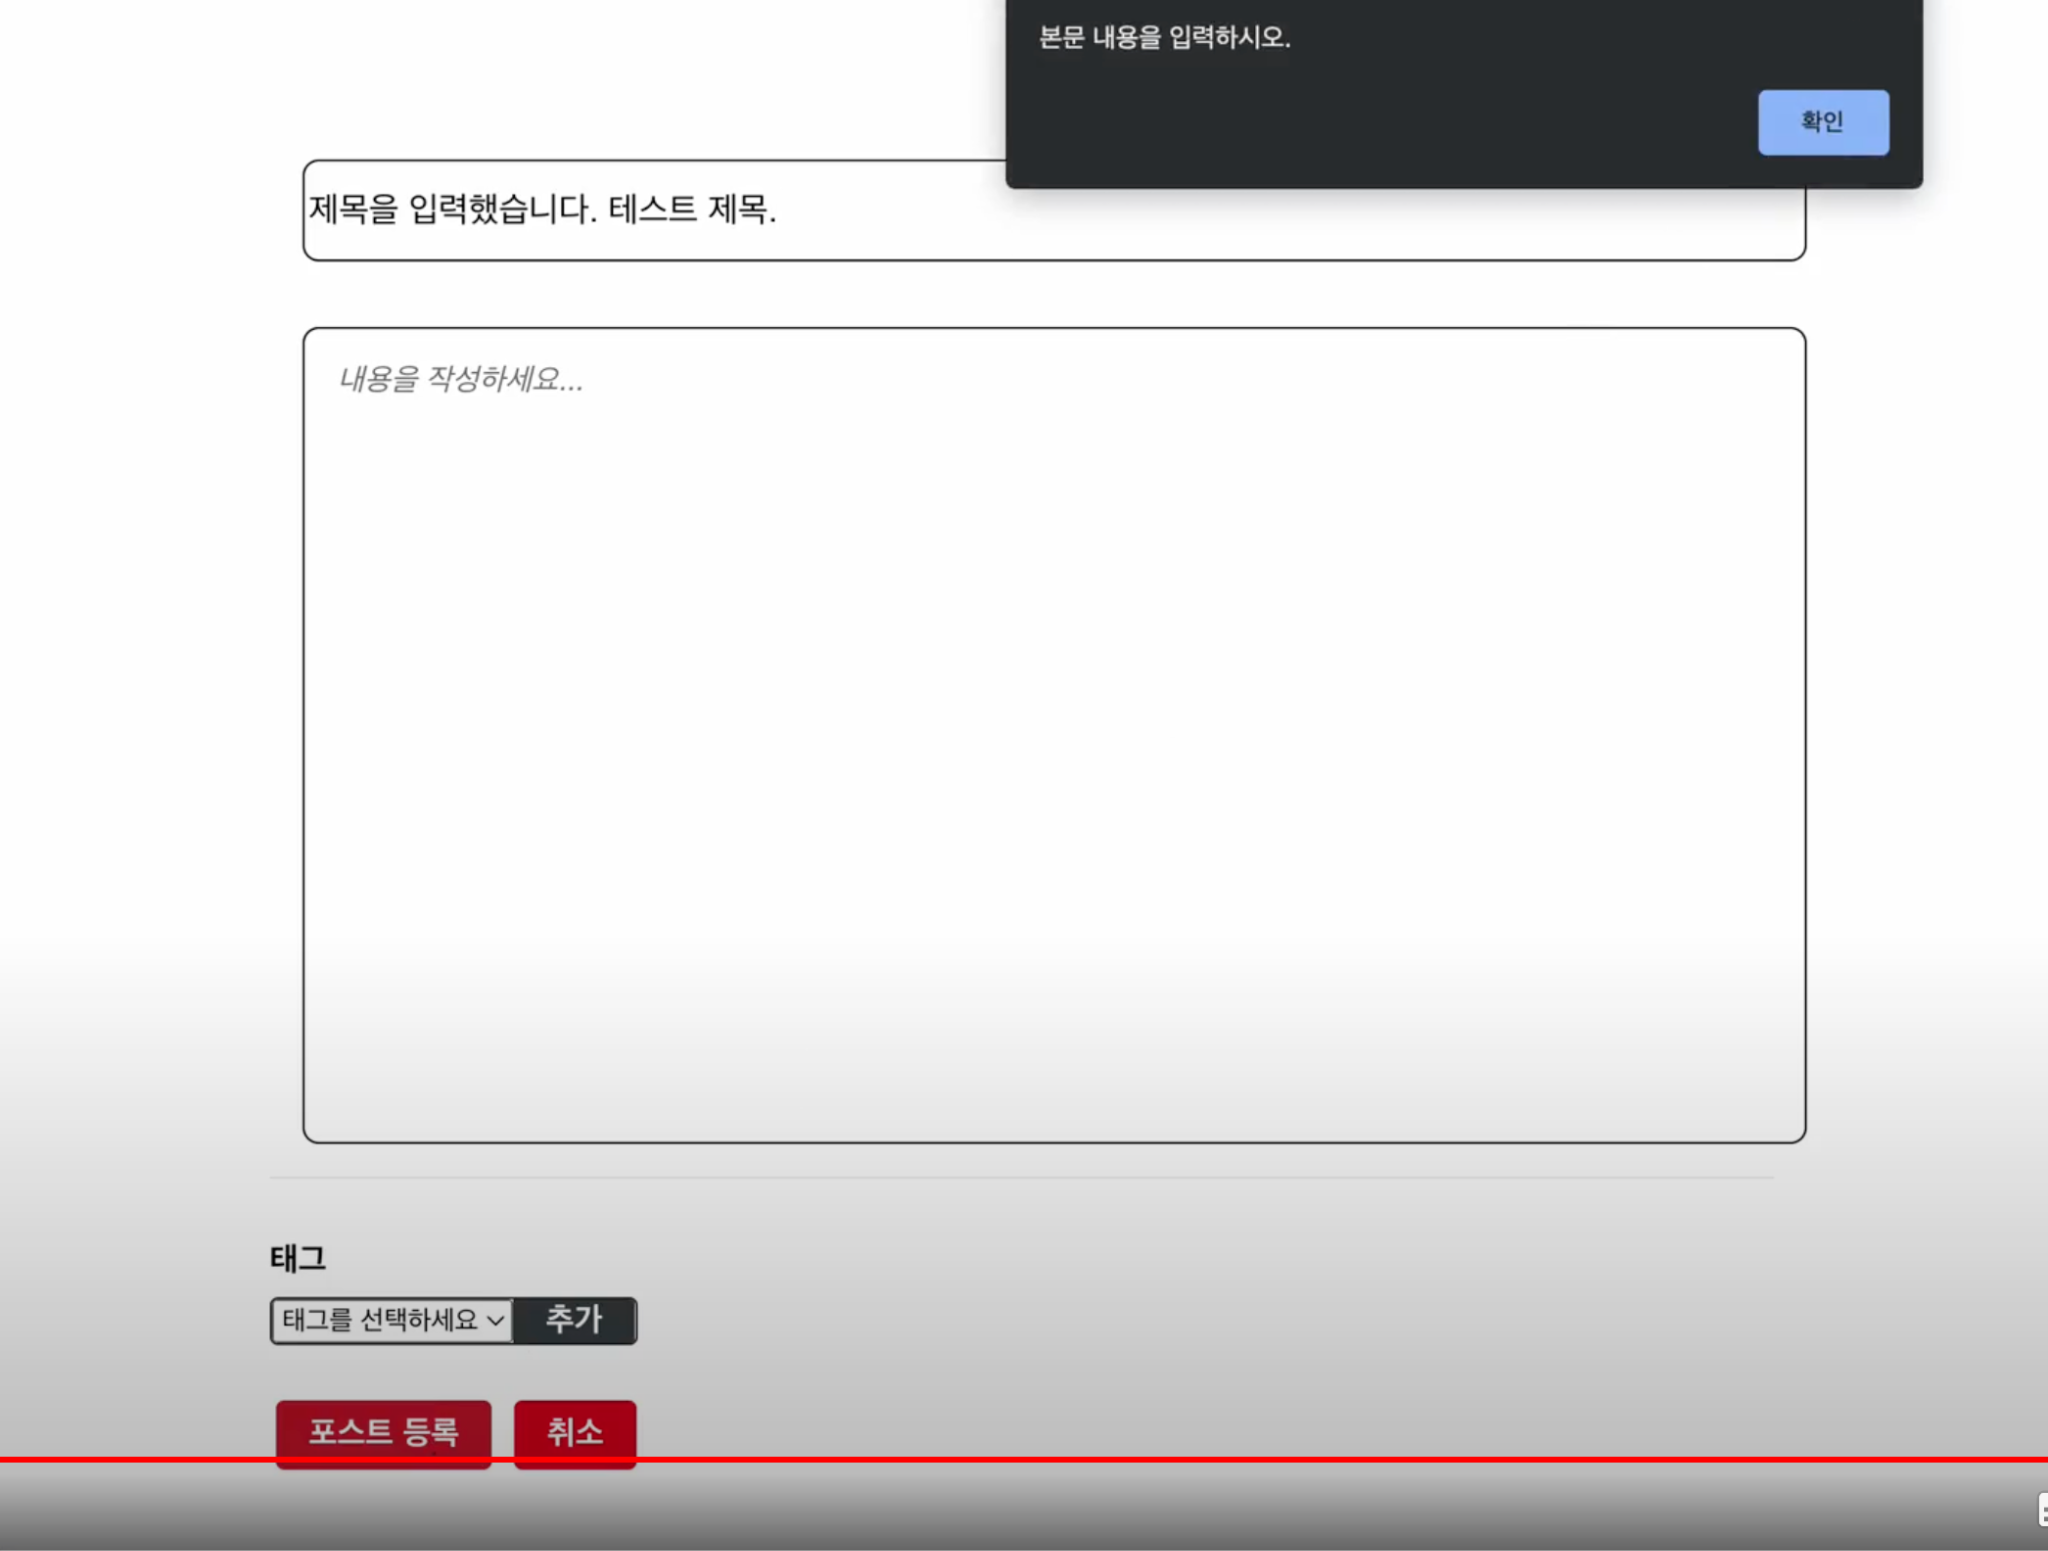 본문 내용을 입력하시오.
확인
제목을 입력했습니다. 테스트 제목.
내용을 작성하세요...
태그
태그를 선택하세요 추가
포스트 등록 취소